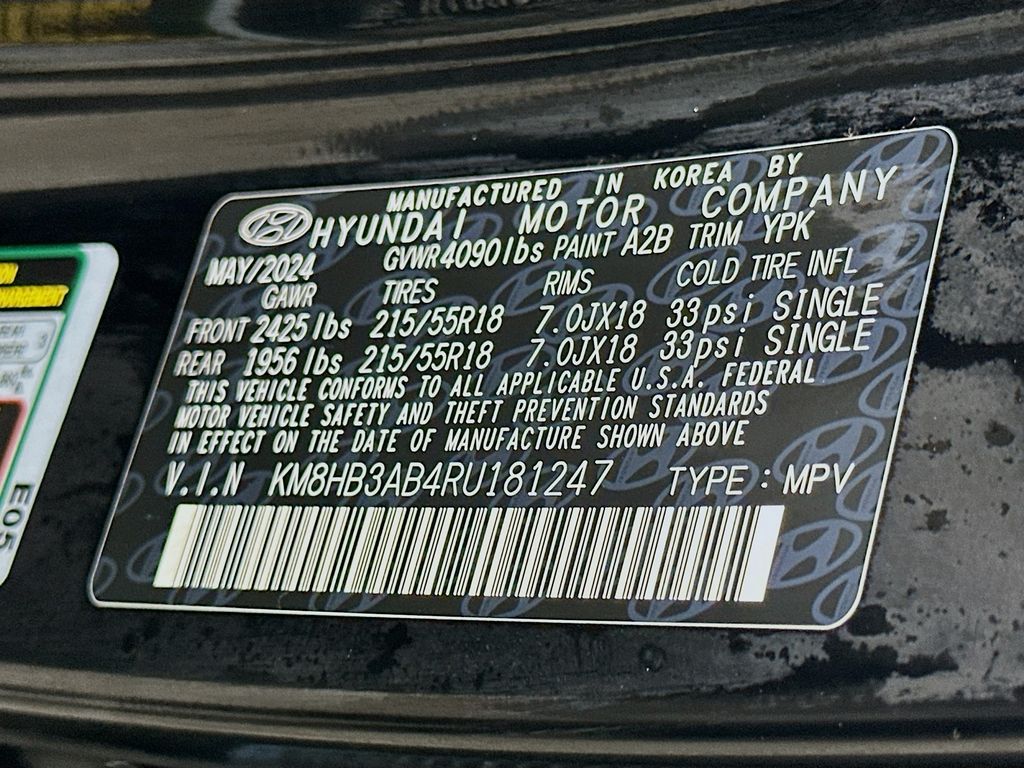 MANUFACTURED IN KOREA BY
HYUNDAI MOTOR COMPANY
MAY/2024 GVWR4090lbs PAINT A2B TRIM YPK
GAWR TIRES RIMS COLD TIRE INFL
FRONT 2425lbs 215/55R18 7.0JX18 33psi SINGLE
REAR 1956lbs 215/55R18 7.0JX18 33psi SINGLE
THIS VEHICLE CONFORMS TO ALL APPLICABLE U.S.A. FEDERAL
MOTOR VEHICLE SAFETY AND THEFT PREVENTION STANDARDS
IN EFFECT ON THE DATE OF MANUFACTURE SHOWN ABOVE
V.I.N KM8HB3AB4RU181247 TYPE : MPV
3
E05